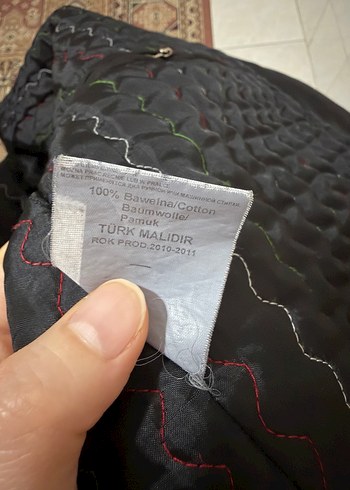 100% Bawelna/Cotton
Baumwolle/
Pamuk
TÜRK MALIDIR
ROK PROD.2010-2011